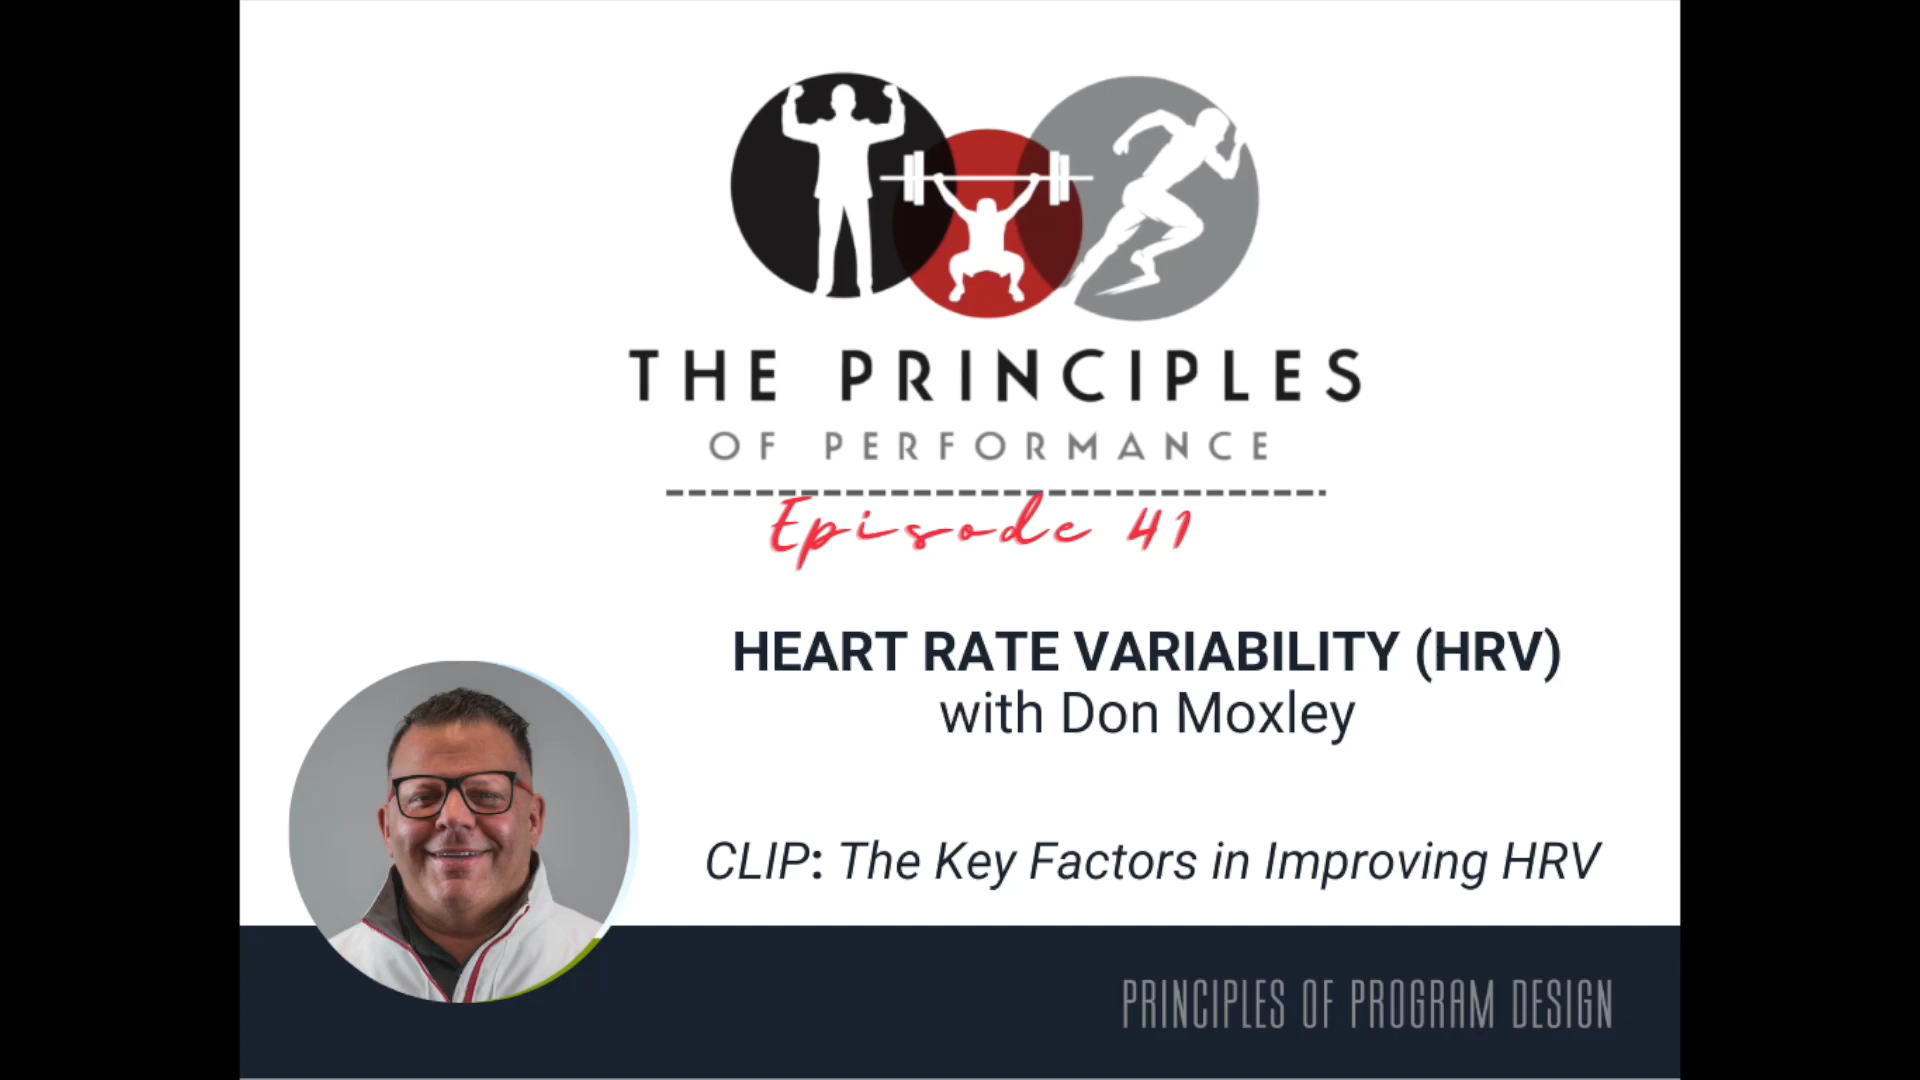 THE PRINCIPLES
OF PERFORMANCE
Episode 41
HEART RATE VARIABILITY (HRV)
with Don Moxley
CLIP: The Key Factors in Improving HRV
PRINCIPLES OF PROGRAM DESIGN